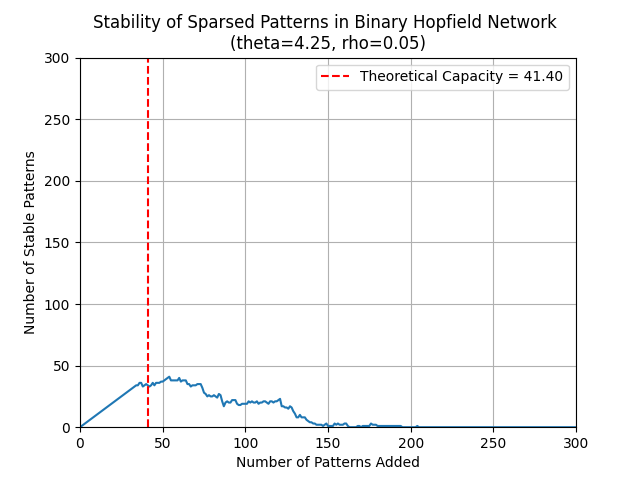 Stability of Sparsed Patterns in Binary Hopfield Network
(theta=4.25, rho=0.05)
Theoretical Capacity = 41.40
Number of Stable Patterns
300
250
200
150
100
50
0
0 50 100 150 200 250 300
Number of Patterns Added